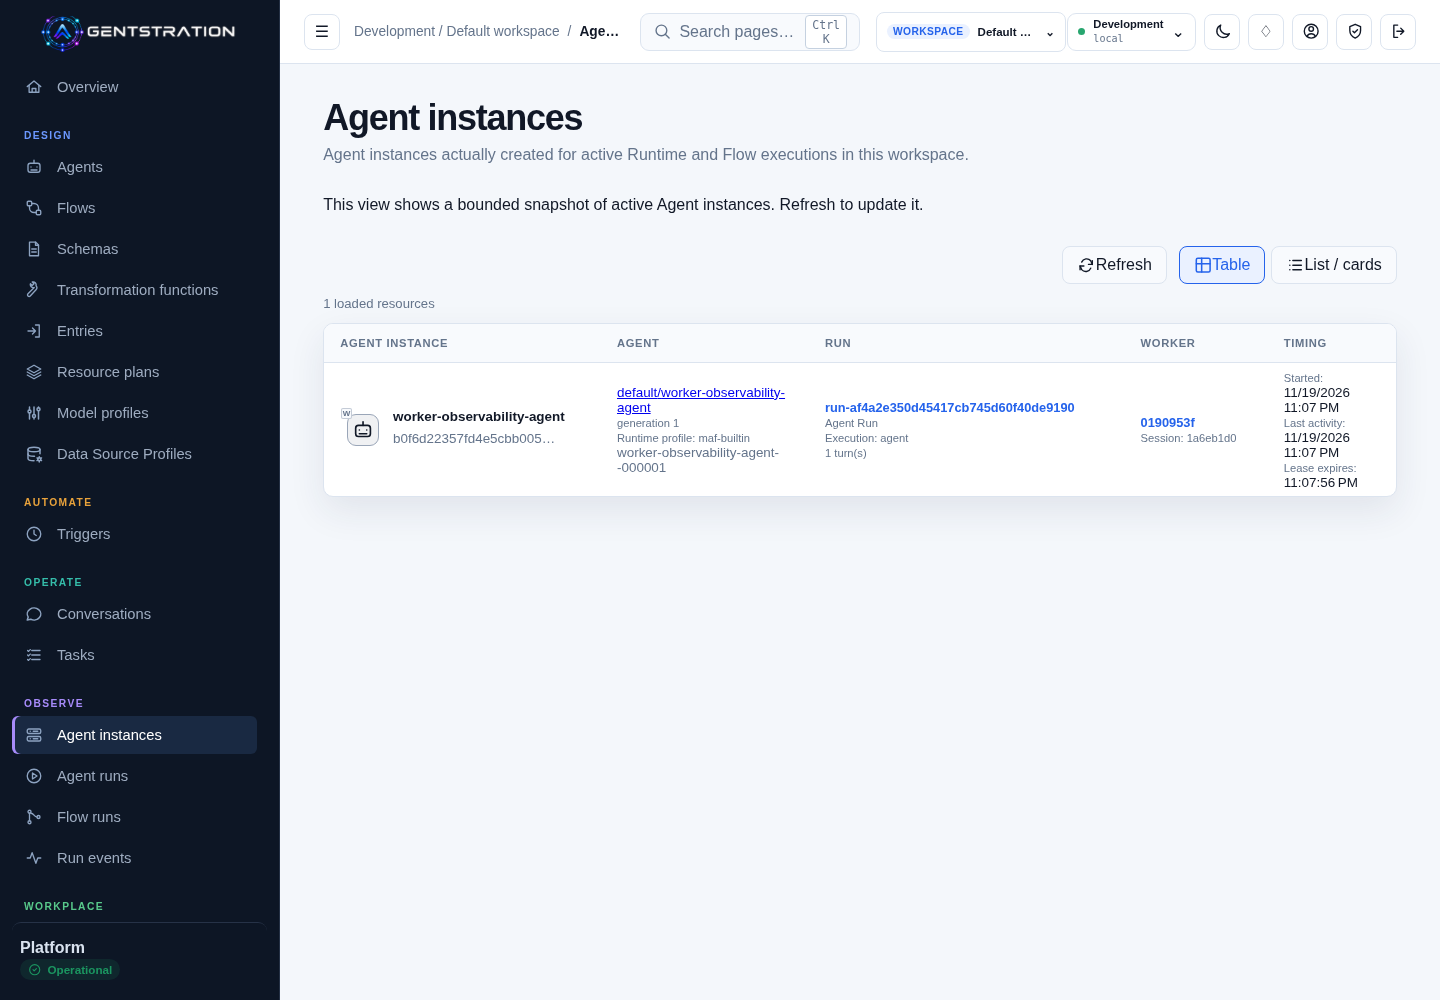 GENTSTRATION
Overview
DESIGN
Agents
Flows
Schemas
Transformation functions
Entries
Resource plans
Model profiles
Data Source Profiles
AUTOMATE
Triggers
OPERATE
Conversations
Tasks
OBSERVE
Agent instances
Agent runs
Flow runs
Run events
WORKPLACE
Platform
Operational
Development / Default workspace / Age...
Search pages...
Ctrl
K
WORKSPACE Default ...
Development
local
Agent instances
Agent instances actually created for active Runtime and Flow executions in this workspace.
This view shows a bounded snapshot of active Agent instances. Refresh to update it.
Refresh
Table
List / cards
1 loaded resources
AGENT INSTANCE AGENT RUN WORKER TIMING
W
worker-observability-agent
b0f6d22357fd4e5cbb005...
default/worker-observability-
agent
generation 1
Runtime profile: maf-builtin
worker-observability-agent-
-000001
run-af4a2e350d45417cb745d60f40de9190
Agent Run
Execution: agent
1 turn(s)
0190953f
Session: 1a6eb1d0
Started:
11/19/2026
11:07 PM
Last activity:
11/19/2026
11:07 PM
Lease expires:
11:07:56 PM